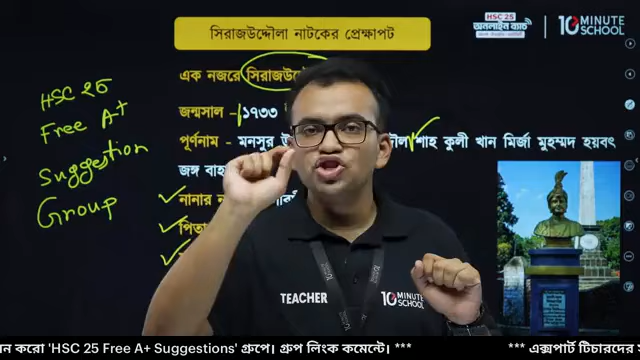 সিরাজউদ্দৌলা নাটকের প্রেক্ষাপট
HSC 25
অনলাইন ব্যাচ
10 MINUTE SCHOOL
এক নজরে
জন্মসাল - ১৭৩৩
পূর্ণনাম - মনসুর শাহ কুলী খান মির্জা মুহম্মদ হয়বৎ
জঙ্গ
নানার
HSC 25
Free A+
Suggestion
Group
TEACHER
10 MINUTE SCHOOL
করো 'HSC 25 Free A+ Suggestions' গ্রুপে। গ্রুপ লিংক কমেন্টে। *** *** এক্সপার্ট টিচারদের